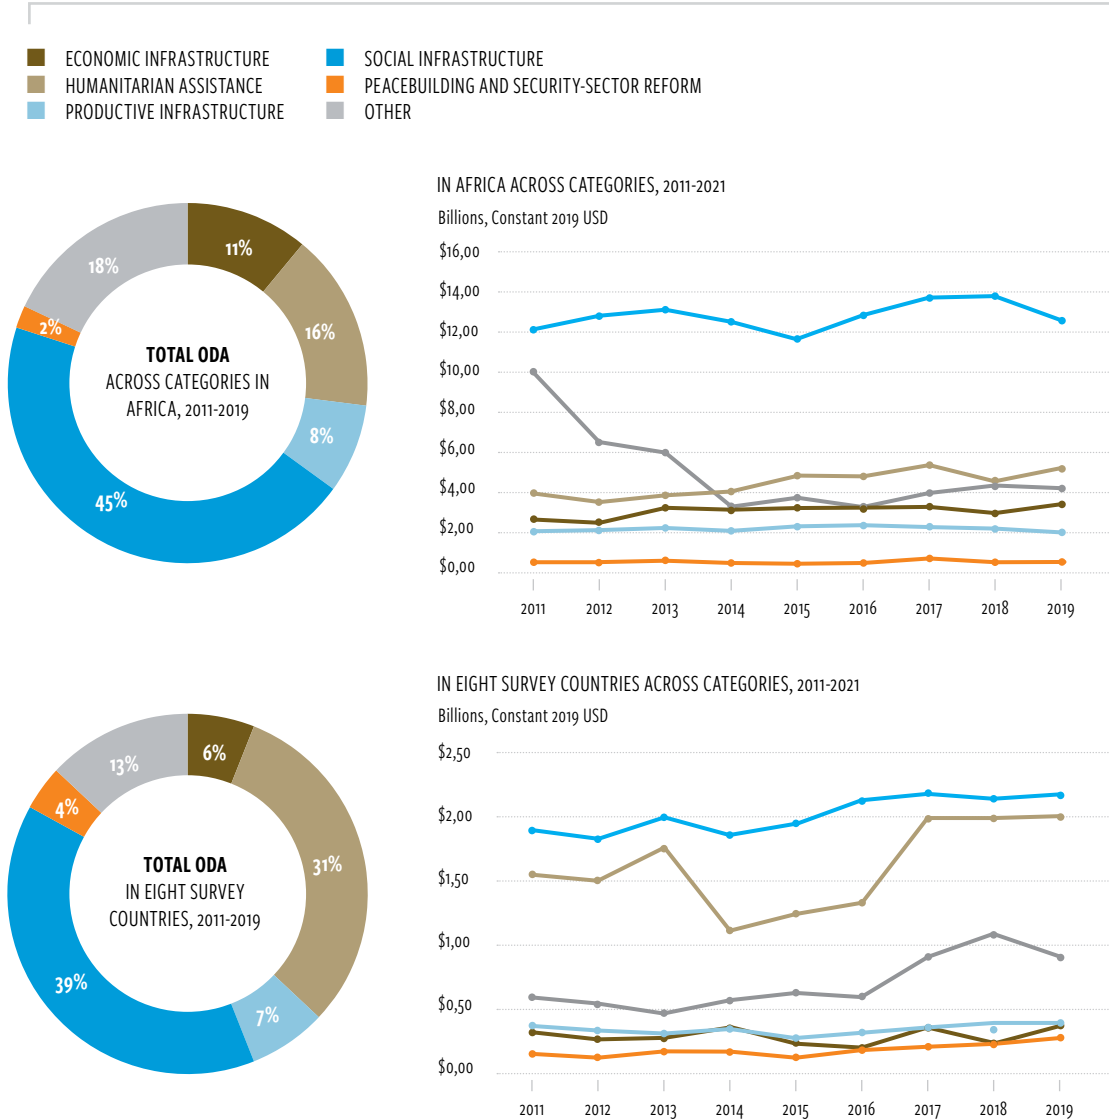 ECONOMIC INFRASTRUCTURE
HUMANITARIAN ASSISTANCE
PRODUCTIVE INFRASTRUCTURE
SOCIAL INFRASTRUCTURE
PEACEBUILDING AND SECURITY-SECTOR REFORM
OTHER
11%
16%
8%
45%
2%
18%
TOTAL ODA
ACROSS CATEGORIES IN
AFRICA, 2011-2019
IN AFRICA ACROSS CATEGORIES, 2011-2021
Billions, Constant 2019 USD
$16,00
$14,00
$12,00
$10,00
$8,00
$6,00
$4,00
$2,00
$0,00
2011 2012 2013 2014 2015 2016 2017 2018 2019
6%
31%
7%
39%
4%
13%
TOTAL ODA
IN EIGHT SURVEY
COUNTRIES, 2011-2019
IN EIGHT SURVEY COUNTRIES ACROSS CATEGORIES, 2011-2021
Billions, Constant 2019 USD
$2,50
$2,00
$1,50
$1,00
$0,50
$0,00
2011 2012 2013 2014 2015 2016 2017 2018 2019